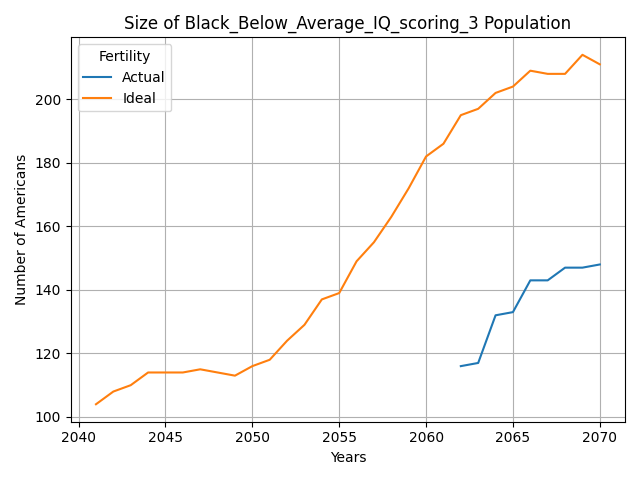 Size of Black_Below_Average_IQ_scoring_3 Population
Fertility
Actual
Ideal
Number of Americans
200
180
160
140
120
100
2040 2045 2050 2055 2060 2065 2070
Years